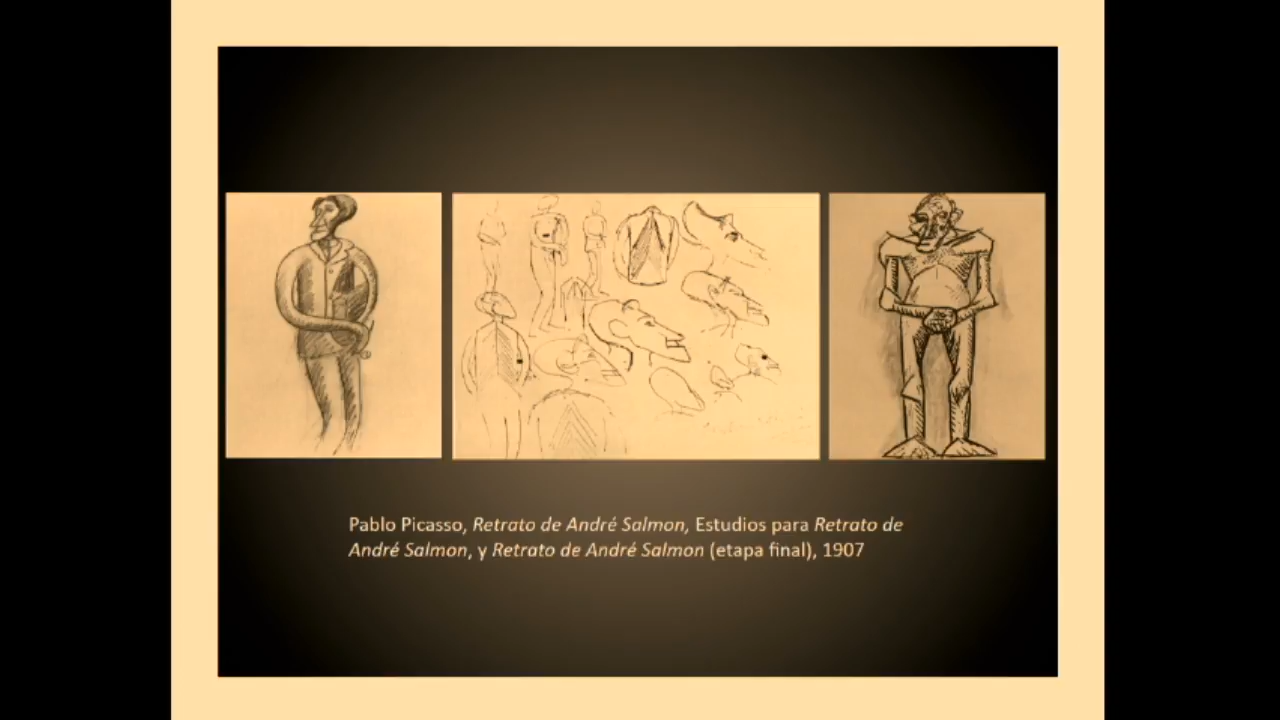 Pablo Picasso, Retrato de André Salmon, Estudios para Retrato de
André Salmon, y Retrato de André Salmon (etapa final), 1907